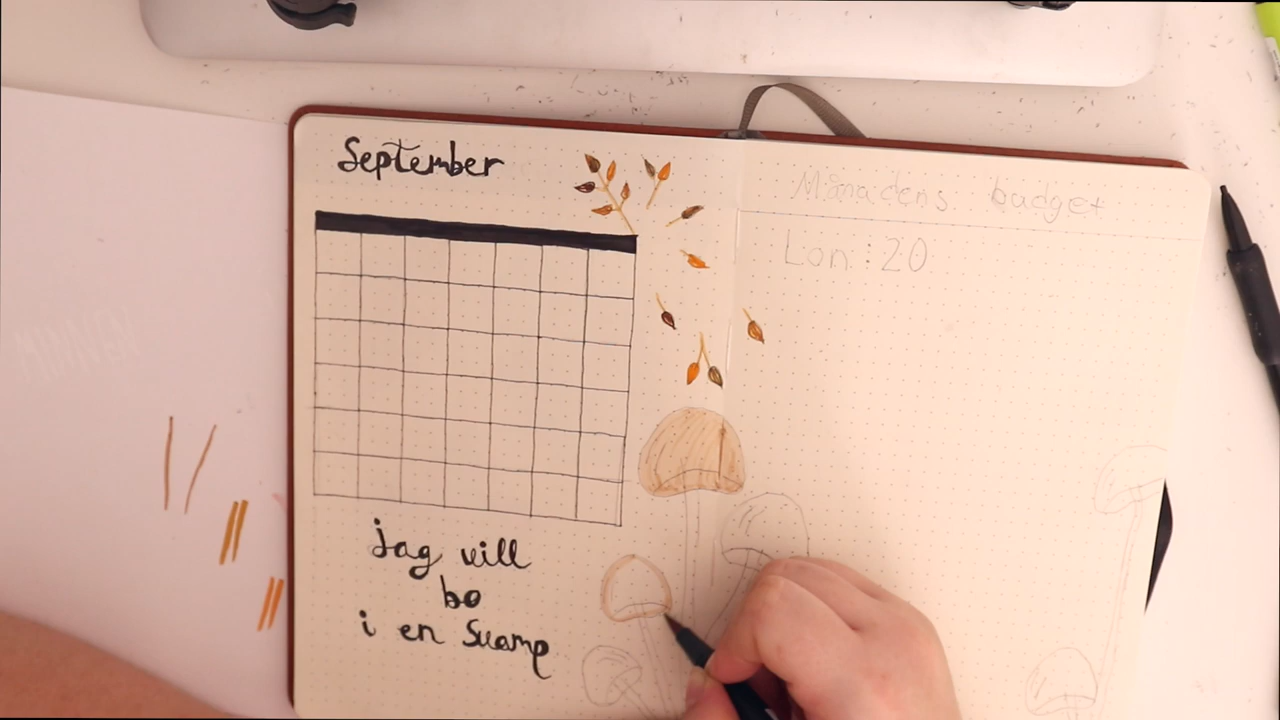 September
jag vill
bo
i en Svamp
Månadens budget
Lön: 20